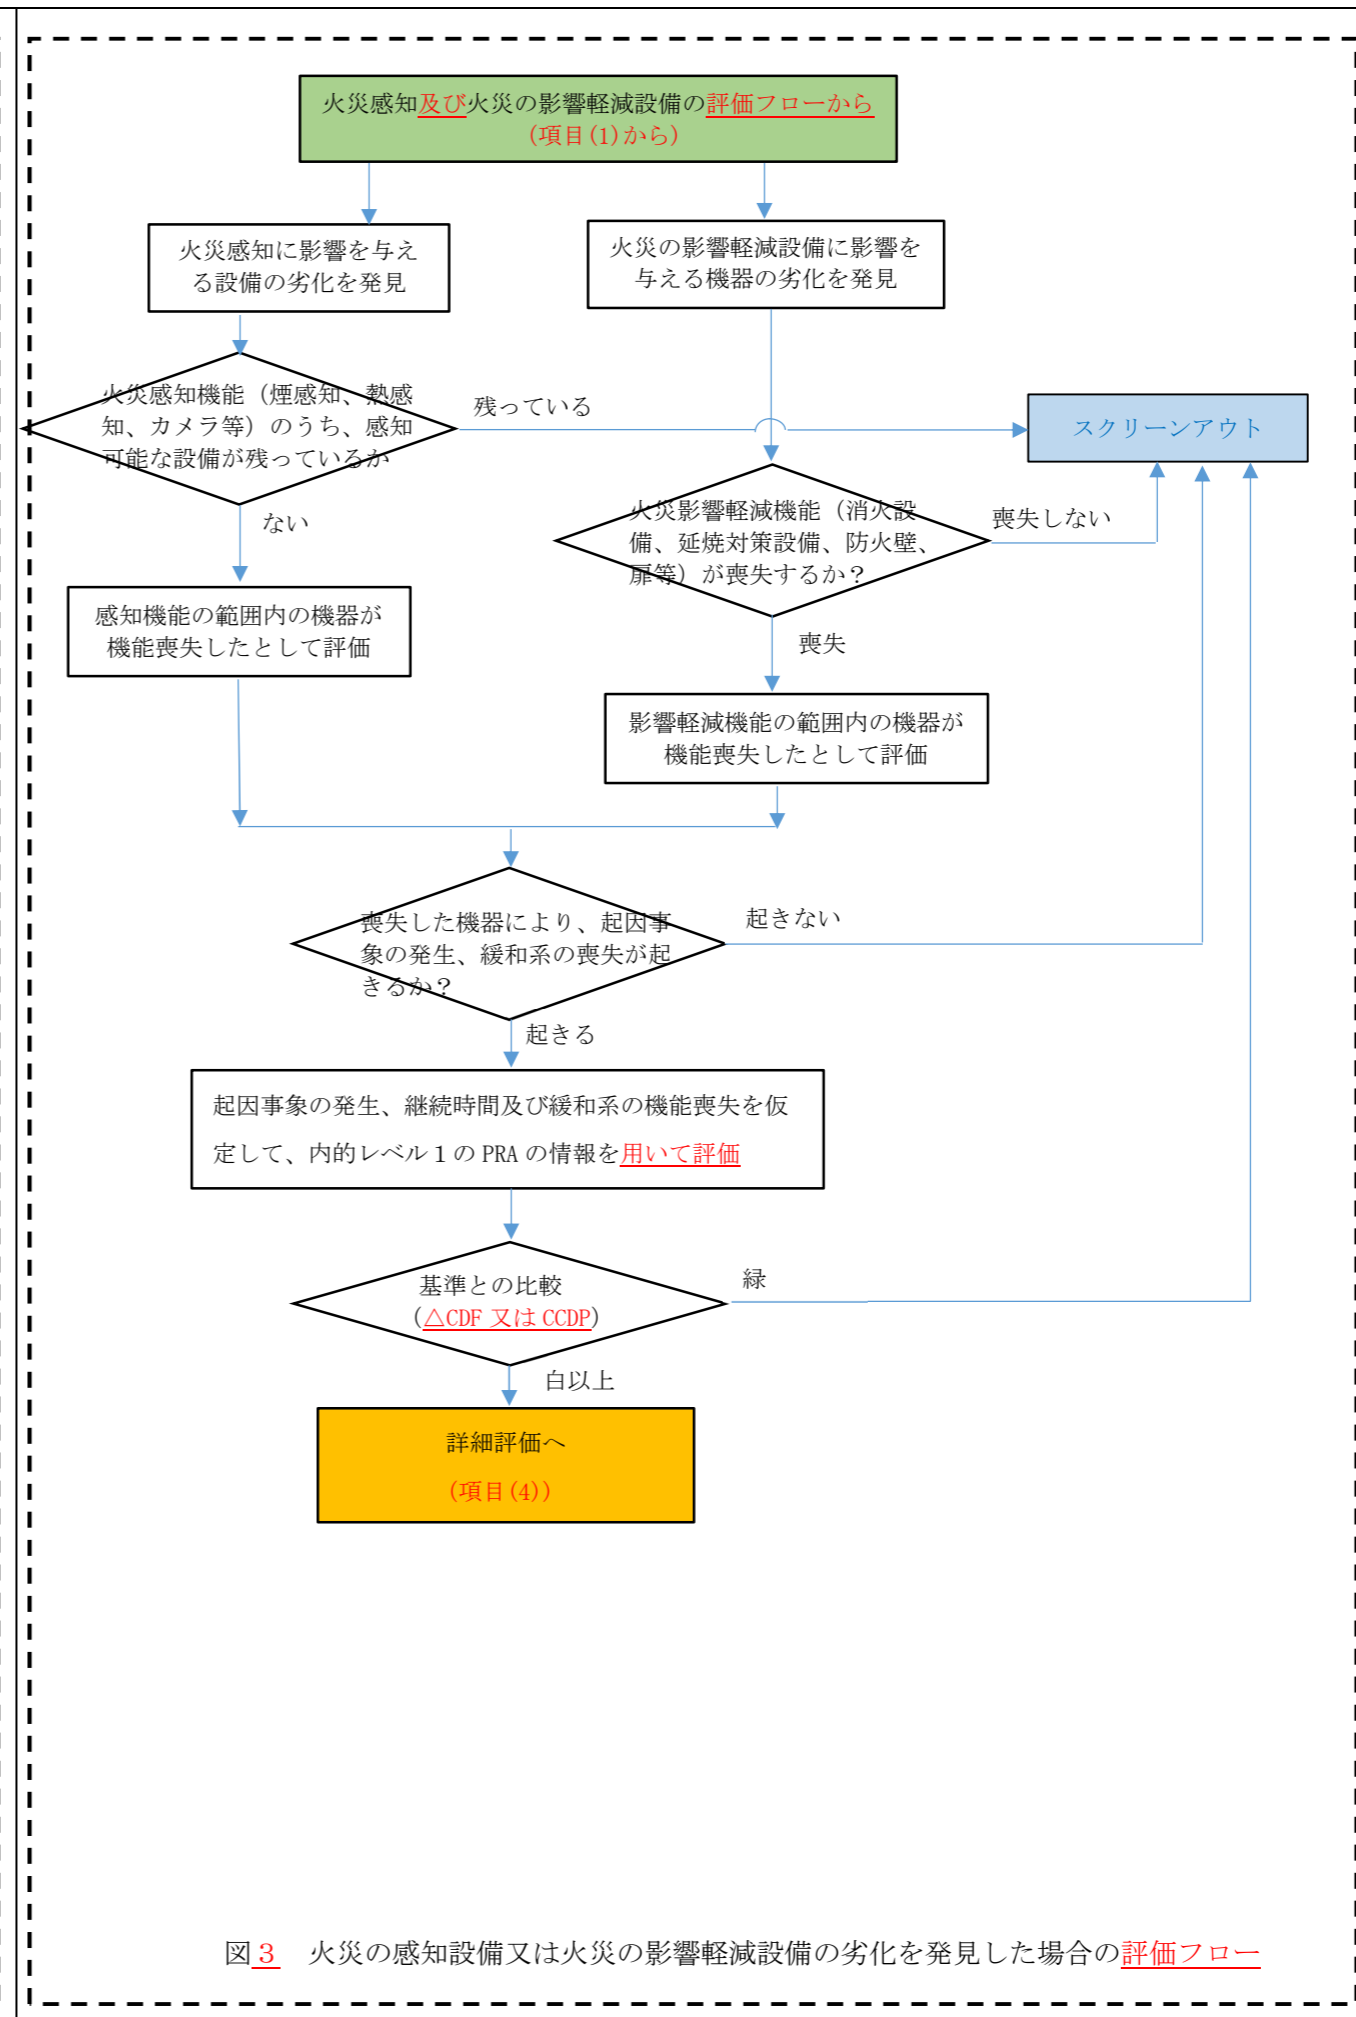 火災感知及び火災の影響軽減設備の評価フローから
(項目(1)から)
火災感知に影響を与え
る設備の劣化を発見
火災の影響軽減設備に影響を
与える機器の劣化を発見
火災感知機能（煙感知、熱感
知、カメラ等）のうち、感知
可能な設備が残っているか
残っている
スクリーンアウト
ない
火災影響軽減機能（消火設
備、延焼対策設備、防火壁、
扉等）が喪失するか？
喪失しない
感知機能の範囲内の機器が
機能喪失したとして評価
喪失
影響軽減機能の範囲内の機器が
機能喪失したとして評価
喪失した機器により、起因事
象の発生、緩和系の喪失が起
きるか？
起きない
起きる
起因事象の発生、継続時間及び緩和系の機能喪失を仮
定して、内的レベル１の PRA の情報を用いて評価
基準との比較
(△CDF 又は CCDP)
緑
白以上
詳細評価へ
(項目(4))
図３　火災の感知設備又は火災の影響軽減設備の劣化を発見した場合の評価フロー